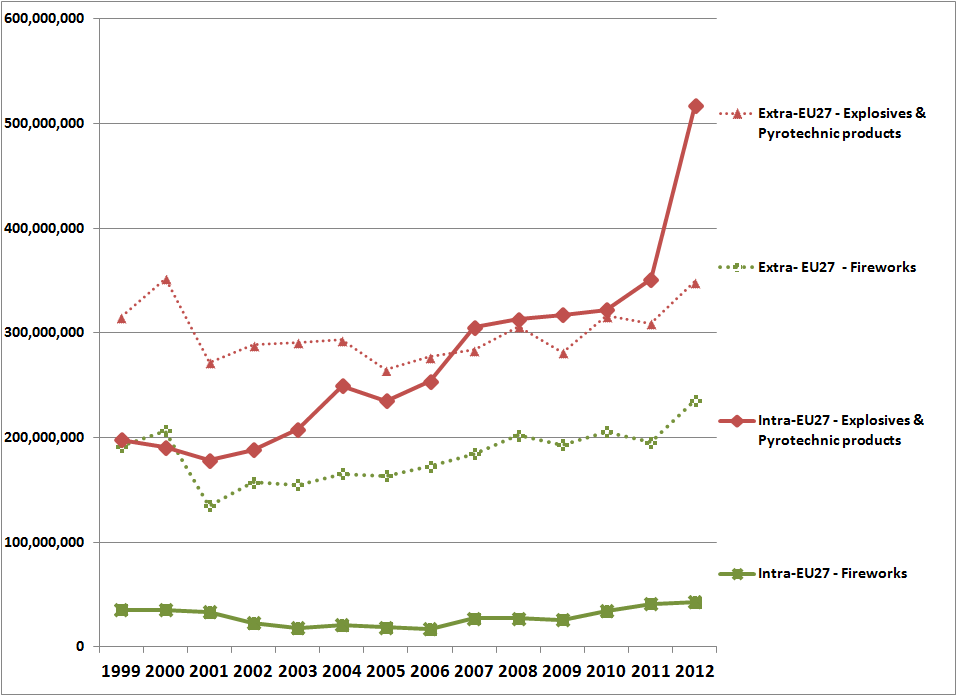 600,000,000
500,000,000
400,000,000
300,000,000
200,000,000
100,000,000
0
1999 2000 2001 2002 2003 2004 2005 2006 2007 2008 2009 2010 2011 2012
Extra-EU27 - Explosives &
Pyrotechnic products
Extra- EU27  - Fireworks
Intra-EU27 - Explosives &
Pyrotechnic products
Intra-EU27 - Fireworks